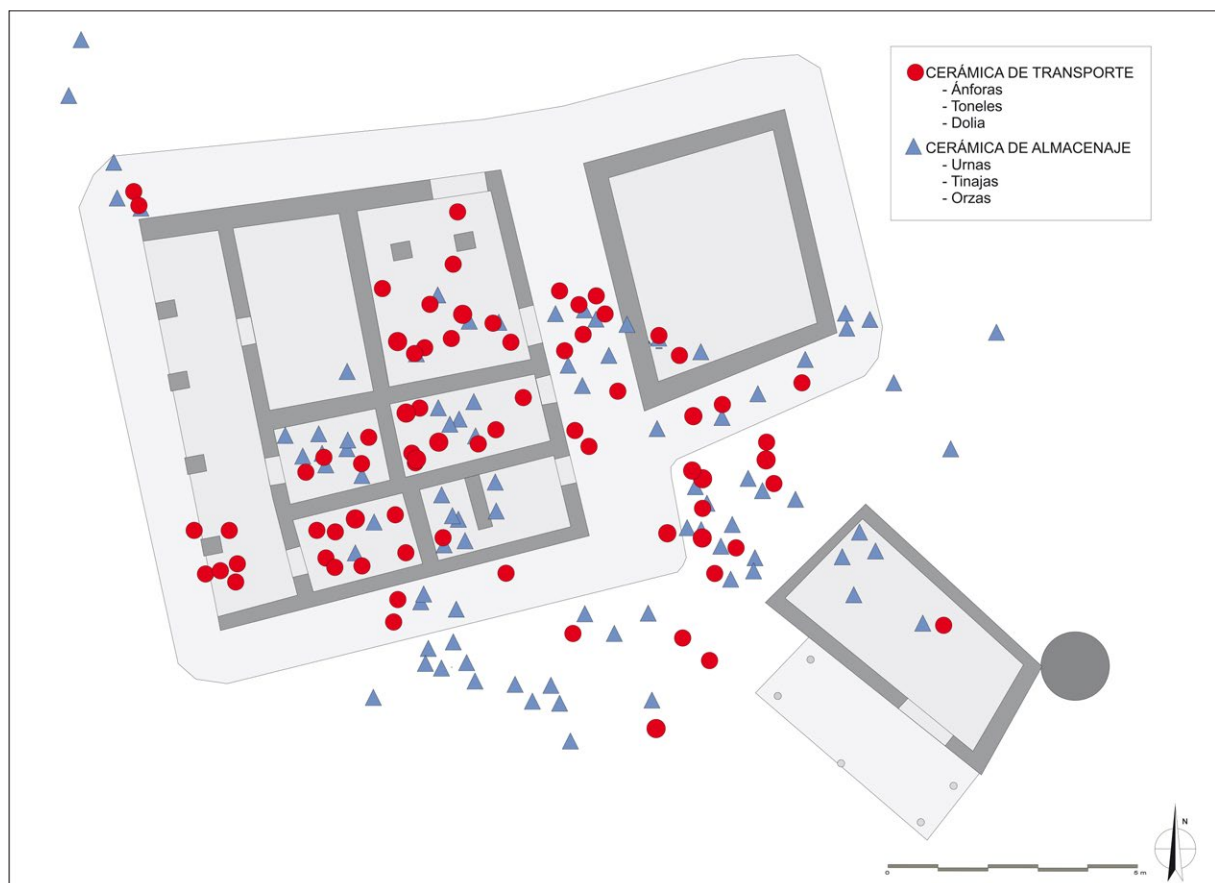 CERÁMICA DE TRANSPORTE
- Ánforas
- Toneles
- Dolia
CERÁMICA DE ALMACENAJE
- Urnas
- Tinajas
- Orzas
N
0 5 m